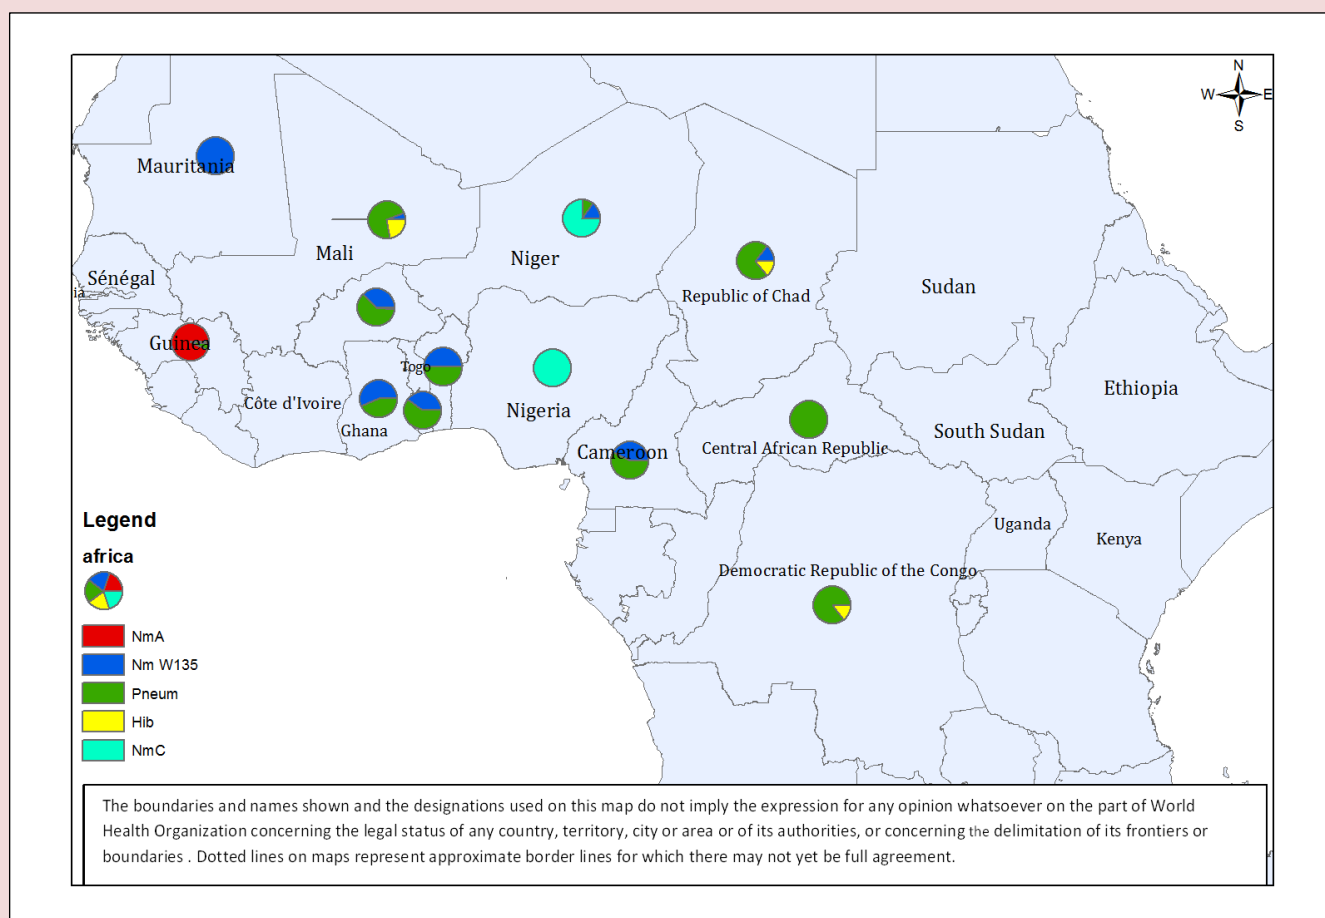 N
W
E
S
Mauritania
Mali
Niger
Republic of Chad
Sudan
Sénégal
ia
Guinea
Togo
Côte d'Ivoire
Ghana
Nigeria
Cameroon
Central African Republic
South Sudan
Ethiopia
Uganda
Kenya
Democratic Republic of the Congo
Legend
africa
NmA
Nm W135
Pneum
Hib
NmC
The boundaries and names shown and the designations used on this map do not imply the expression for any opinion whatsoever on the part of World
Health Organization concerning the legal status of any country, territory, city or area or of its authorities, or concerning the delimitation of its frontiers or
boundaries . Dotted lines on maps represent approximate border lines for which there may not yet be full agreement.